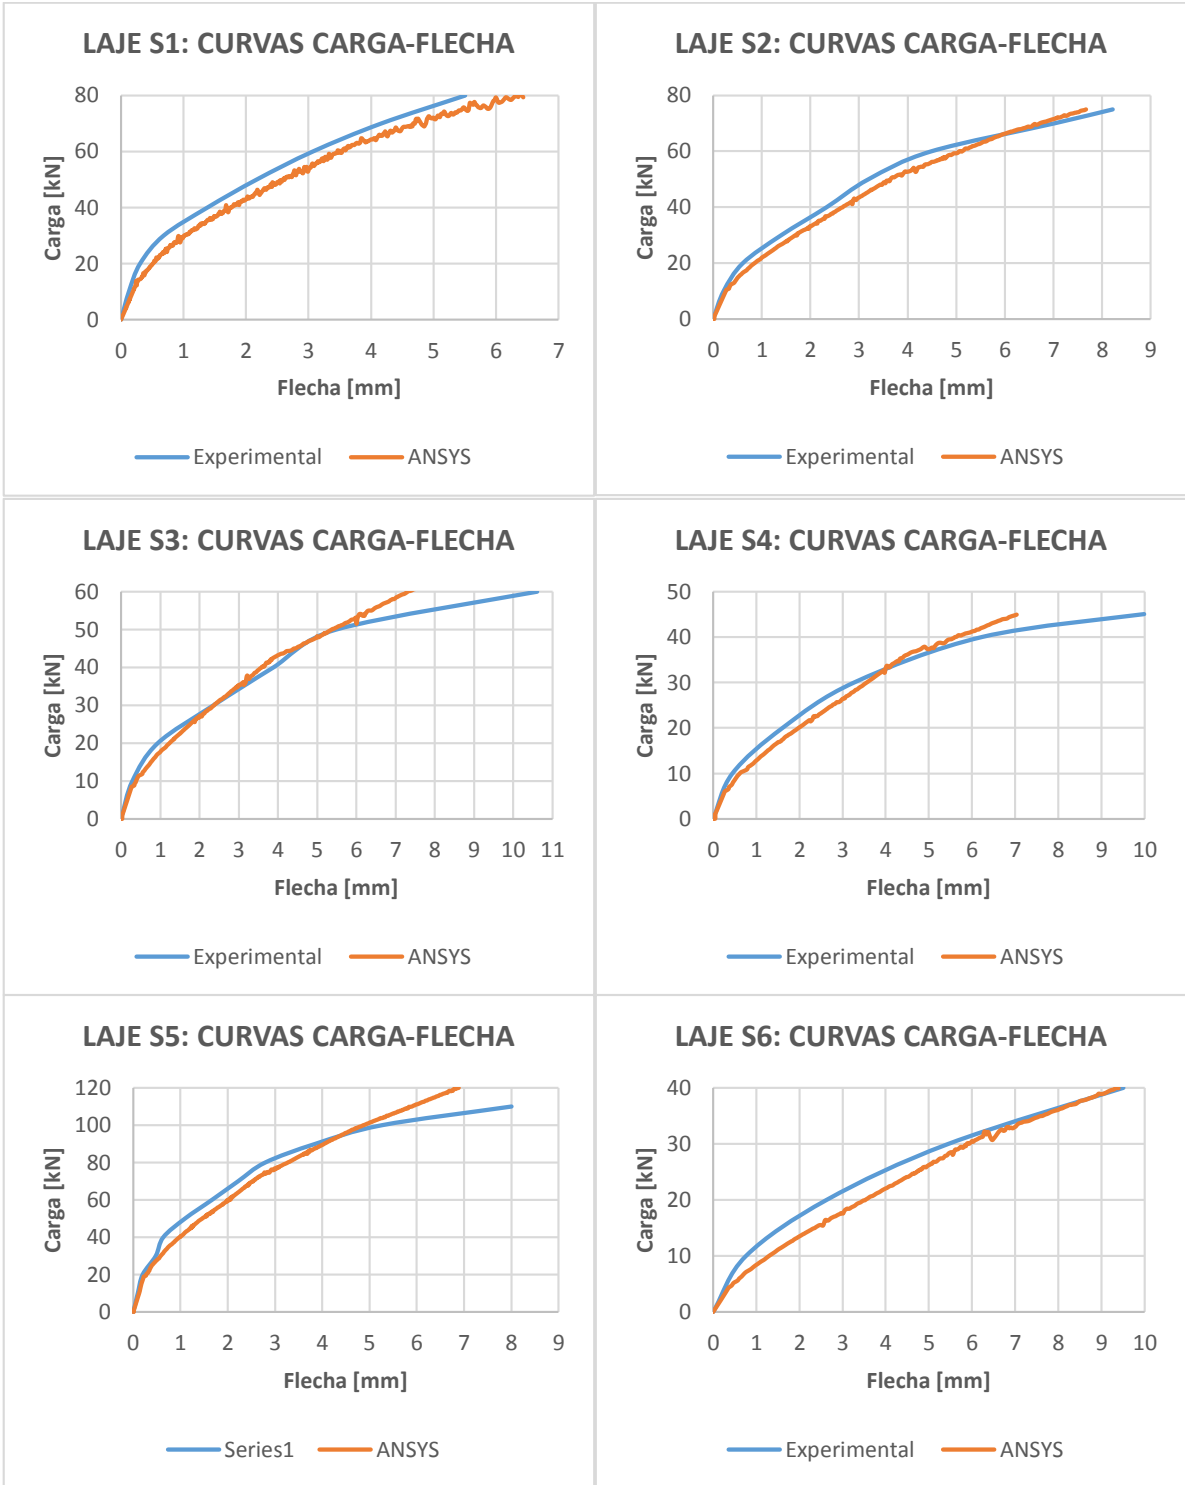 LAJE S1: CURVAS CARGA-FLECHA
80
60
40
20
0
Carga [kN]
0 1 2 3 4 5 6 7
Flecha [mm]
Experimental ANSYS
LAJE S2: CURVAS CARGA-FLECHA
80
60
40
20
0
Carga [kN]
0 1 2 3 4 5 6 7 8 9
Flecha [mm]
Experimental ANSYS
LAJE S3: CURVAS CARGA-FLECHA
60
50
40
30
20
10
0
Carga [kN]
0 1 2 3 4 5 6 7 8 9 10 11
Flecha [mm]
Experimental ANSYS
LAJE S4: CURVAS CARGA-FLECHA
50
40
30
20
10
0
Carga [kN]
0 1 2 3 4 5 6 7 8 9 10
Flecha [mm]
Experimental ANSYS
LAJE S5: CURVAS CARGA-FLECHA
120
100
80
60
40
20
0
Carga [kN]
0 1 2 3 4 5 6 7 8 9
Flecha [mm]
Series1 ANSYS
LAJE S6: CURVAS CARGA-FLECHA
40
30
20
10
0
Carga [kN]
0 1 2 3 4 5 6 7 8 9 10
Flecha [mm]
Experimental ANSYS